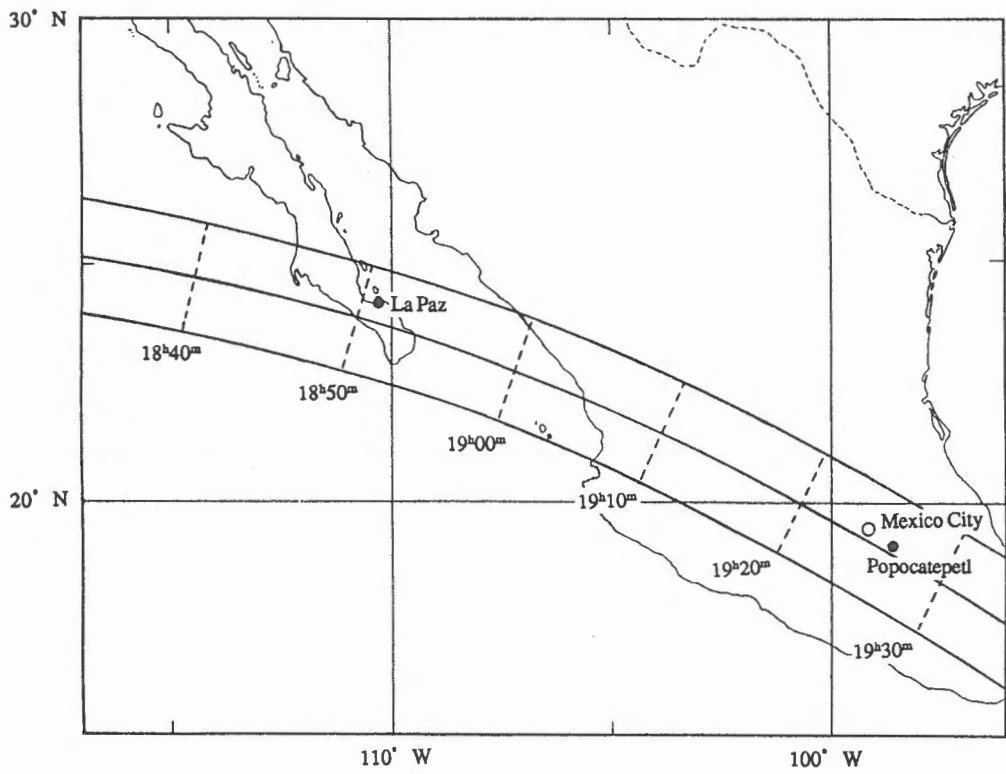 30° N
La Paz
18ʰ40ᵐ
18ʰ50ᵐ
19ʰ00ᵐ
20° N
19ʰ10ᵐ
Mexico City
Popocatepetl
19ʰ20ᵐ
19ʰ30ᵐ
110° W
100° W